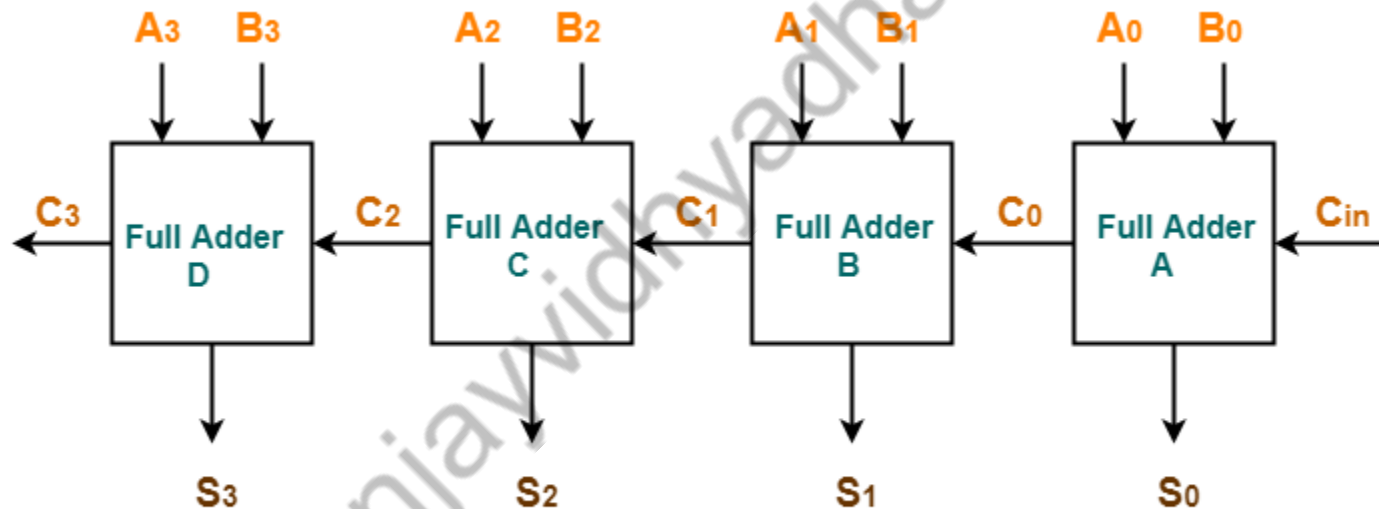 A3 B3 A2 B2 A1 B1 A0 B0
C3 Full Adder D C2 Full Adder C C1 Full Adder B C0 Full Adder A Cin
S3 S2 S1 S0
njayvidhyadha